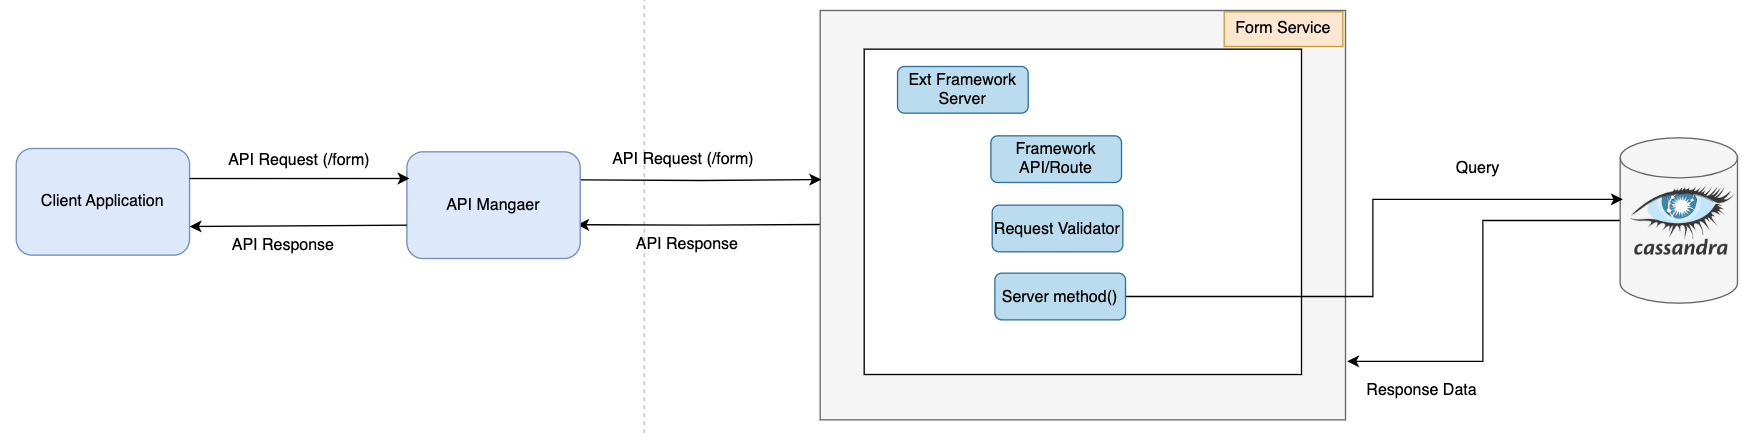 Form Service
Ext Framework
Server
Framework
API/Route
Request Validator
Server method()
API Request (/form)
API Request (/form)
Client Application
API Mangaer
API Response
API Response
Query
cassandra
Response Data